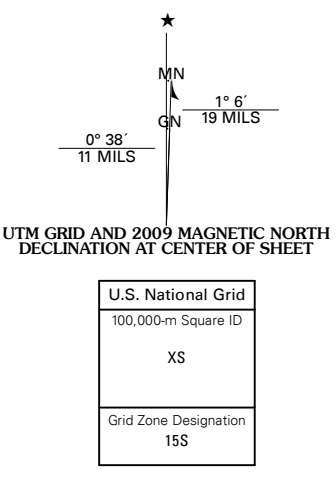 MN
GN
1° 6´
19 MILS
0° 38´
11 MILS
UTM GRID AND 2009 MAGNETIC NORTH
DECLINATION AT CENTER OF SHEET
U.S. National Grid
100,000-m Square ID
XS
Grid Zone Designation
15S